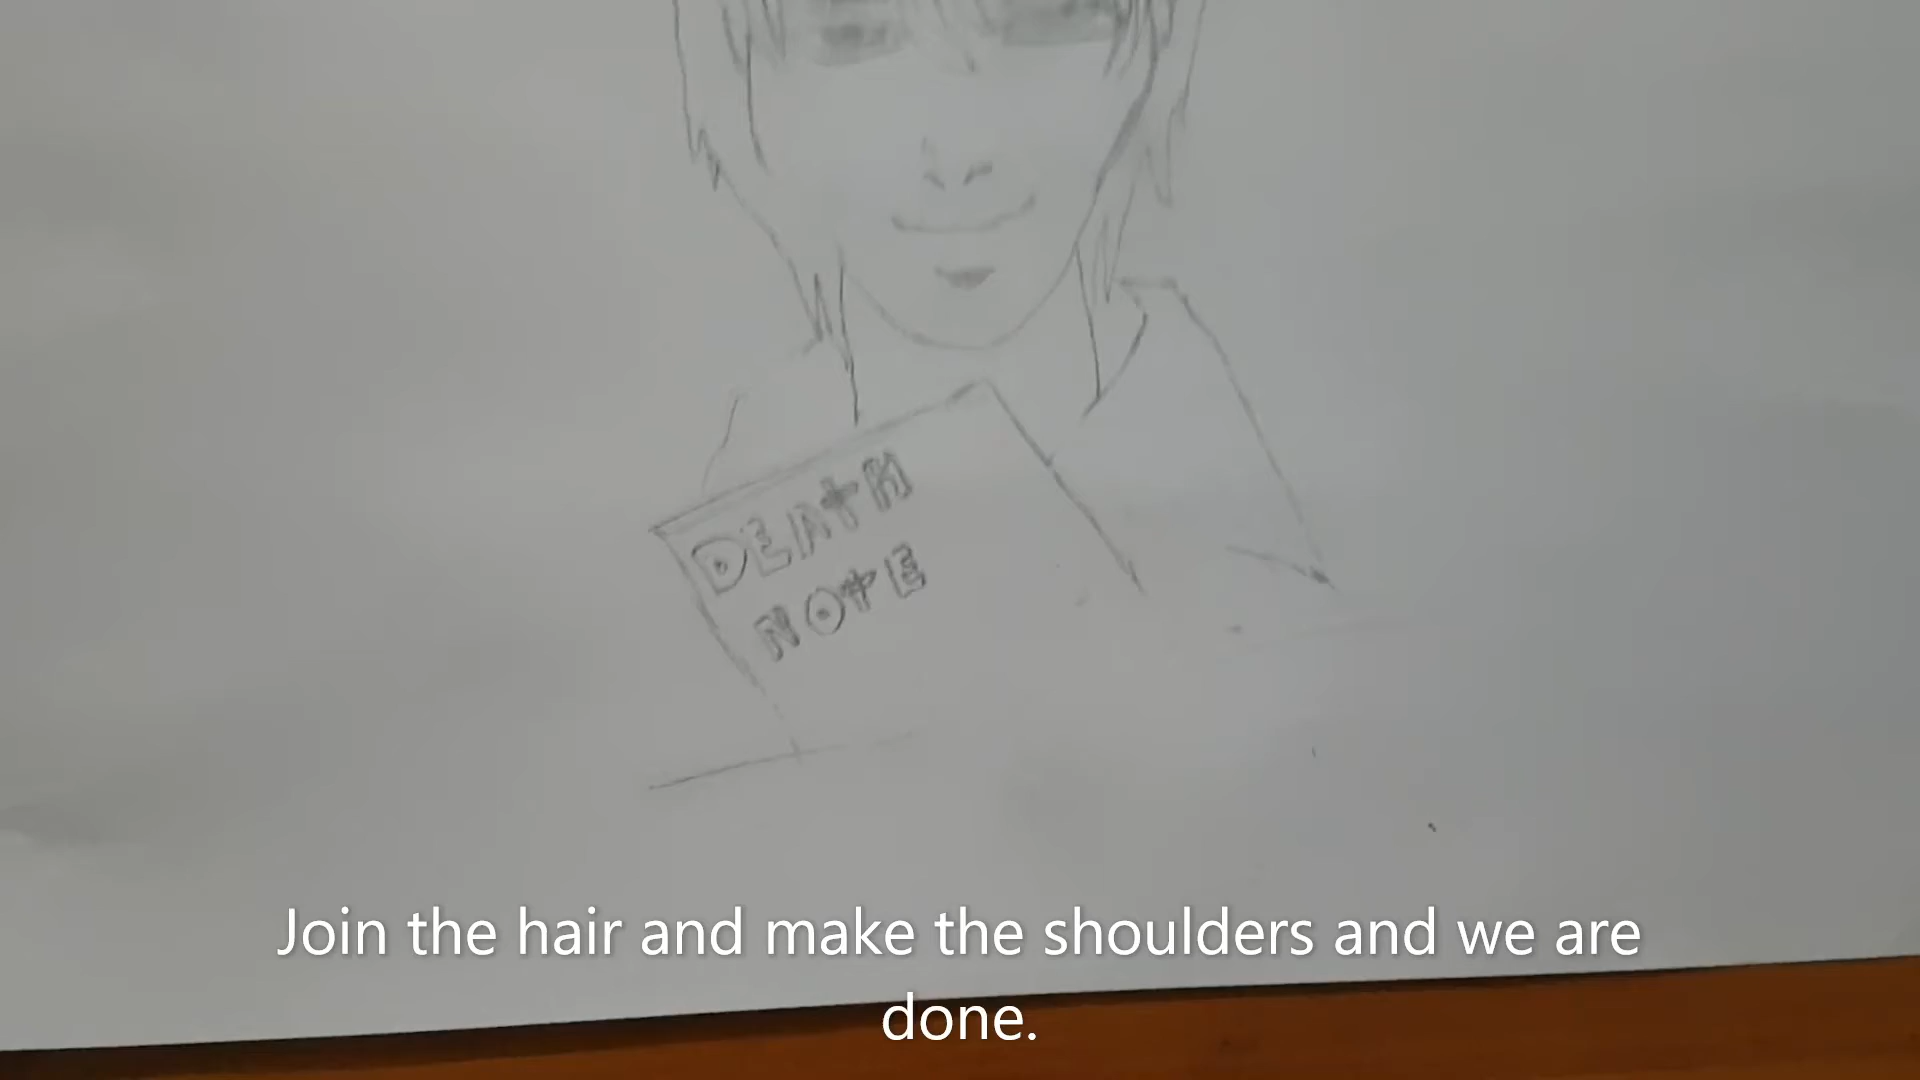 DEATH
NOTE
Join the hair and make the shoulders and we are
done.